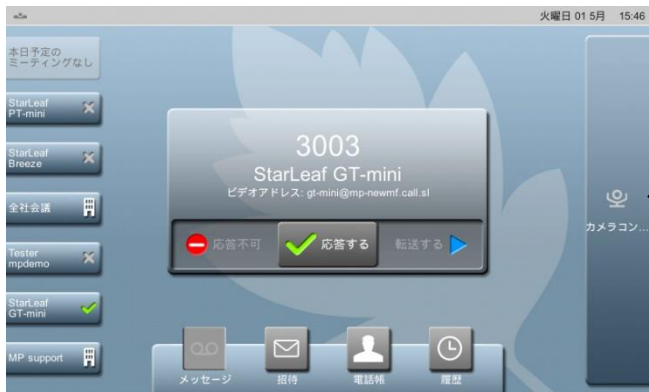 火曜日 01 5月 15:46
本日予定の
ミーティングなし
StarLeaf
PT-mini
StarLeaf
Breeze
全社会議
Tester
mpdemo
StarLeaf
GT-mini
MP support
3003
StarLeaf GT-mini
ビデオアドレス: gt-mini@mp-newmf.call.sl
応答不可
応答する
転送する
カメラコン...
メッセージ
招待
電話帳
履歴